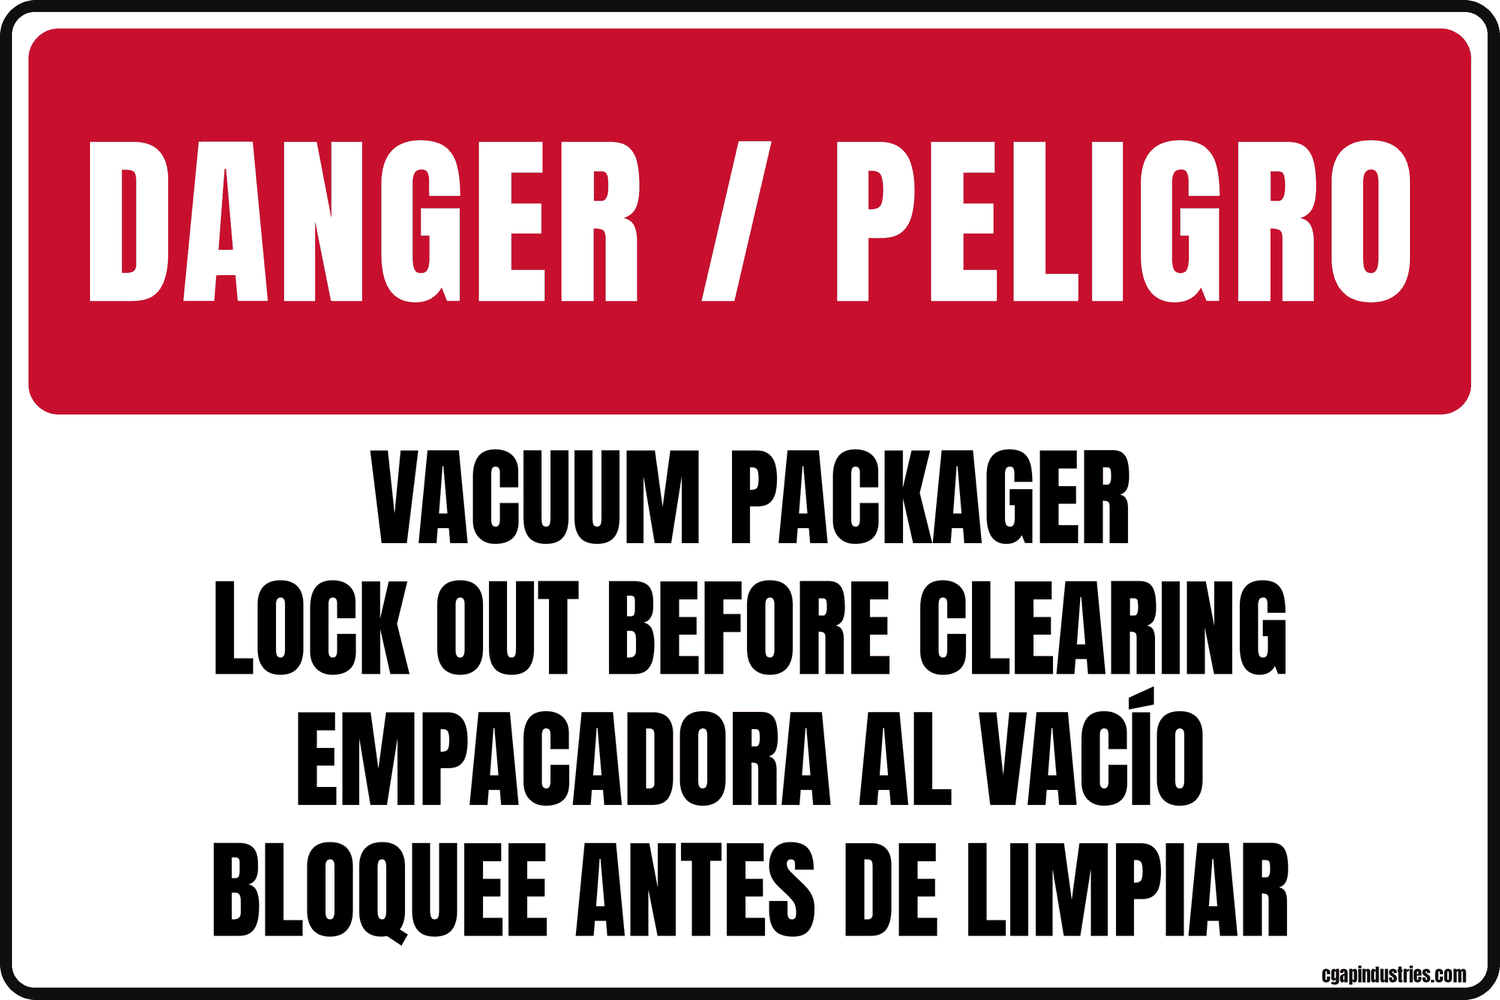 DANGER / PELIGRO
VACUUM PACKAGER
LOCK OUT BEFORE CLEARING
EMPACADORA AL VACÍO
BLOQUEE ANTES DE LIMPIAR
cgapindustries.com